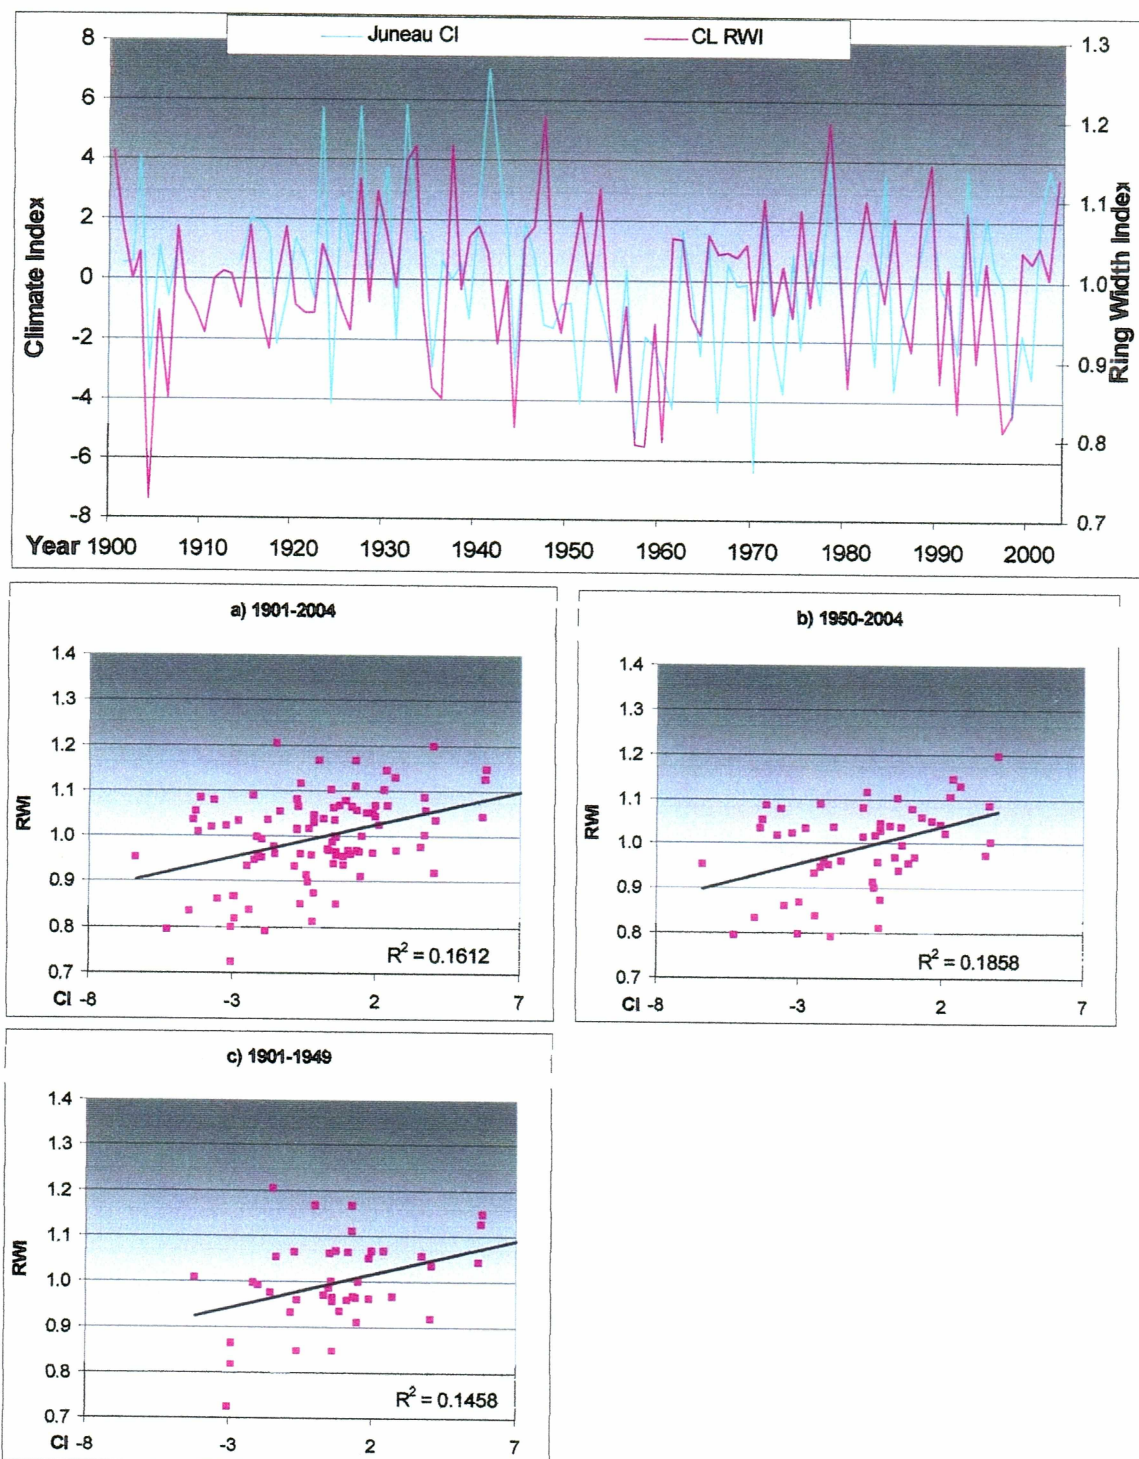 Juneau CI CL RWI
8 1.3
6
1.2
4
2 1.1
0 1.0
-2
0.9
-4
0.8
-6
-8 0.7
Climate Index
Ring Width Index
Year 1900 1910 1920 1930 1940 1950 1960 1970 1980 1990 2000
a) 1901-2004
1.4
1.3
1.2
1.1
1.0
0.9
0.8
0.7
RWI
R² = 0.1612
CI -8 -3 2 7
b) 1950-2004
1.4
1.3
1.2
1.1
1.0
0.9
0.8
0.7
RWI
R² = 0.1858
CI -8 -3 2 7
c) 1901-1949
1.4
1.3
1.2
1.1
1.0
0.9
0.8
0.7
RWI
R² = 0.1458
CI -8 -3 2 7